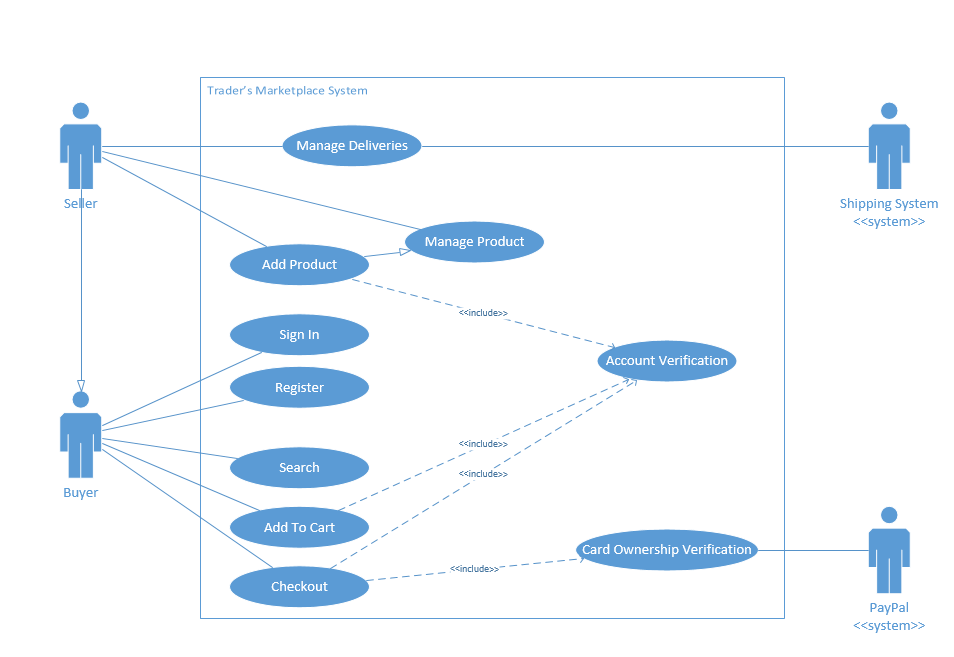 Trader's Marketplace System
Manage Deliveries
Seller
Shipping System
<<system>>
Manage Product
Add Product
<<include>>
Sign In
Account Verification
Register
<<include>>
Search
<<include>>
Buyer
Add To Cart
Card Ownership Verification
<<include>>
Checkout
PayPal
<<system>>